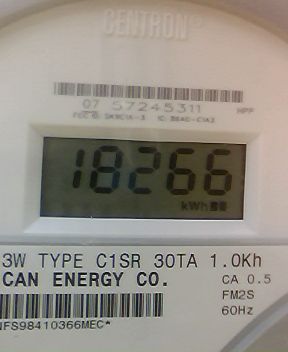 CENTRON®
07 57245311
18266
kWh
3W TYPE C1SR 30TA 1.0Kh
CAN ENERGY CO.
CA 0.5
FM2S
60Hz
NFS98410366MEC*